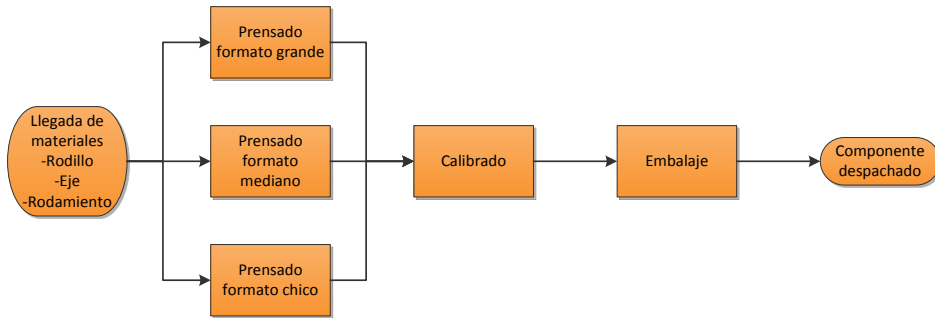 Llegada de
materiales
-Rodillo
-Eje
-Rodamiento
Prensado
formato grande
Prensado
formato
mediano
Prensado
formato chico
Calibrado
Embalaje
Componente
despachado